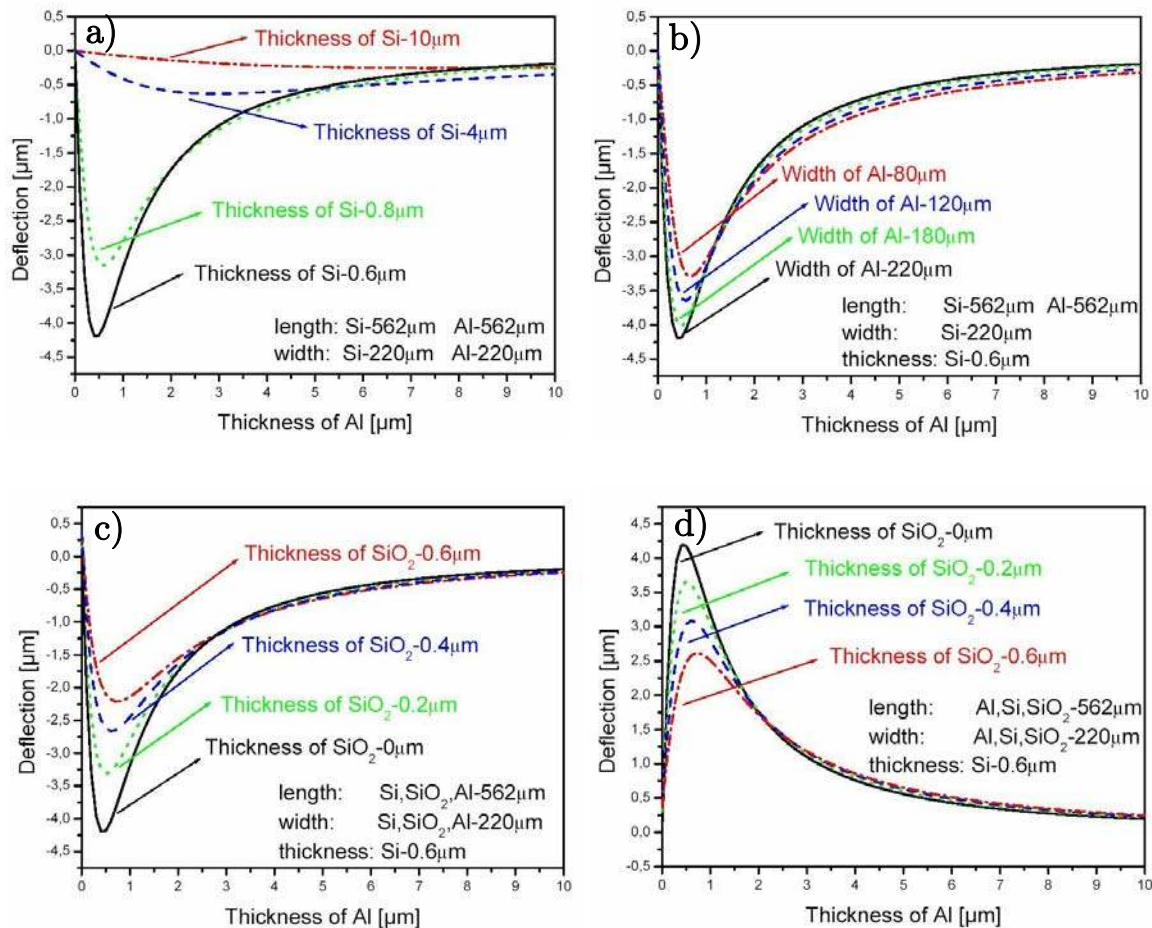 a)
Thickness of Si-10µm
Thickness of Si-4µm
Thickness of Si-0.8µm
Thickness of Si-0.6µm
length: Si-562µm Al-562µm
width: Si-220µm Al-220µm
0,5
0,0
-0,5
-1,0
-1,5
-2,0
-2,5
-3,0
-3,5
-4,0
-4,5
Deflection [µm]
0 1 2 3 4 5 6 7 8 9 10
Thickness of Al [µm]
b)
Width of Al-80µm
Width of Al-120µm
Width of Al-180µm
Width of Al-220µm
length: Si-562µm Al-562µm
width: Si-220µm
thickness: Si-0.6µm
0,5
0,0
-0,5
-1,0
-1,5
-2,0
-2,5
-3,0
-3,5
-4,0
-4,5
Deflection [µm]
0 1 2 3 4 5 6 7 8 9 10
Thickness of Al [µm]
c)
Thickness of SiO₂-0.6µm
Thickness of SiO₂-0.4µm
Thickness of SiO₂-0.2µm
Thickness of SiO₂-0µm
length: Si,SiO₂,Al-562µm
width: Si,SiO₂,Al-220µm
thickness: Si-0.6µm
0,5
0,0
-0,5
-1,0
-1,5
-2,0
-2,5
-3,0
-3,5
-4,0
-4,5
Deflection [µm]
0 1 2 3 4 5 6 7 8 9 10
Thickness of Al [µm]
d)
Thickness of SiO₂-0µm
Thickness of SiO₂-0.2µm
Thickness of SiO₂-0.4µm
Thickness of SiO₂-0.6µm
length: Al,Si,SiO₂-562µm
width: Al,Si,SiO₂-220µm
thickness: Si-0.6µm
4,5
4,0
3,5
3,0
2,5
2,0
1,5
1,0
0,5
0,0
-0,5
Deflection [µm]
0 1 2 3 4 5 6 7 8 9 10
Thickness of Al [µm]